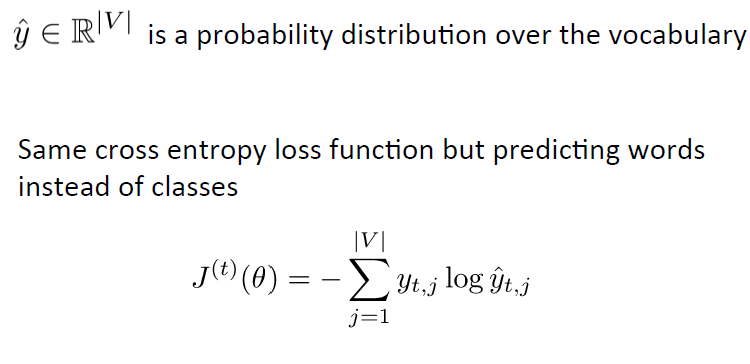 ŷ ∈ ℝ^|V| is a probability distribution over the vocabulary
Same cross entropy loss function but predicting words
instead of classes
J^(t)(θ) = − ∑_{j=1}^{|V|} y_{t,j} log ŷ_{t,j}